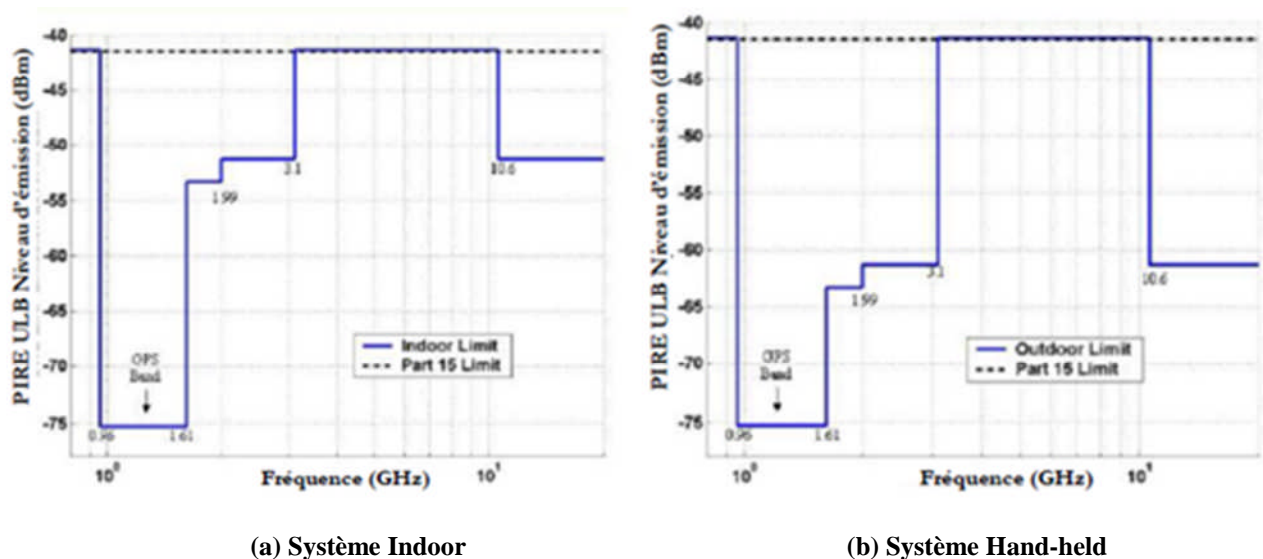 PIRE ULB Niveau d'émission (dBm)
-40
-45
-50
-55
-60
-65
-70
-75
3.1
10.6
1.99
GPS
Band
0.96
1.61
Indoor Limit
Part 15 Limit
10⁰
Fréquence (GHz)
10¹
(a) Système Indoor
PIRE ULB Niveau d'émission (dBm)
-40
-45
-50
-55
-60
-65
-70
-75
3.1
10.6
1.99
GPS
Band
0.96
1.61
Outdoor Limit
Part 15 Limit
10⁰
Fréquence (GHz)
10¹
(b) Système Hand-held